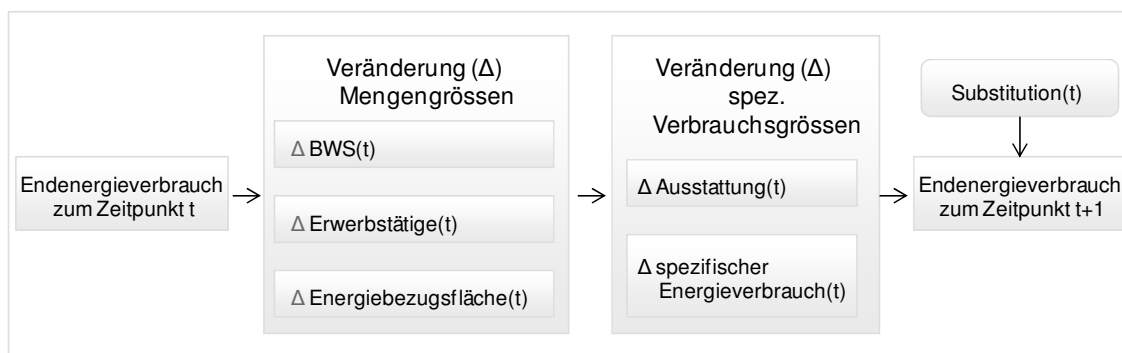 Endenergieverbrauch
zum Zeitpunkt t
Veränderung (Δ)
Mengengrössen
Δ BWS(t)
Δ Erwerbstätige(t)
Δ Energiebezugsfläche(t)
Veränderung (Δ)
spez.
Verbrauchsgrössen
Δ Ausstattung(t)
Δ spezifischer
Energieverbrauch(t)
Substitution(t)
Endenergieverbrauch
zum Zeitpunkt t+1